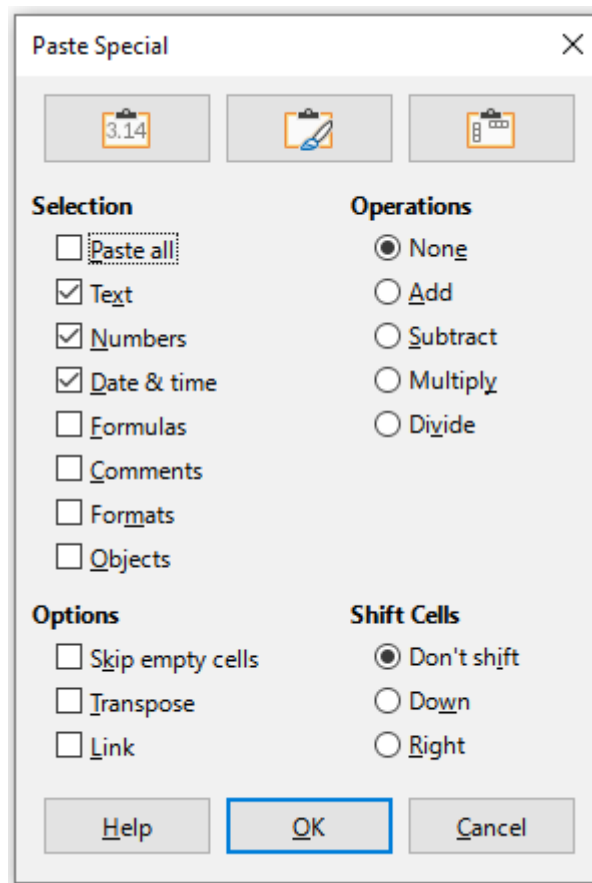 Paste Special
3.14
Selection
Paste all
Text
Numbers
Date & time
Formulas
Comments
Formats
Objects
Operations
None
Add
Subtract
Multiply
Divide
Options
Skip empty cells
Transpose
Link
Shift Cells
Don't shift
Down
Right
Help
OK
Cancel